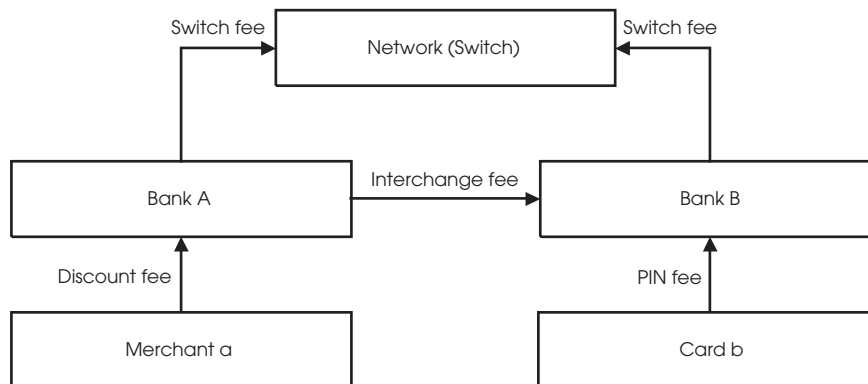 Switch fee
Network (Switch)
Switch fee
Bank A
Interchange fee
Bank B
Discount fee
PIN fee
Merchant a
Card b